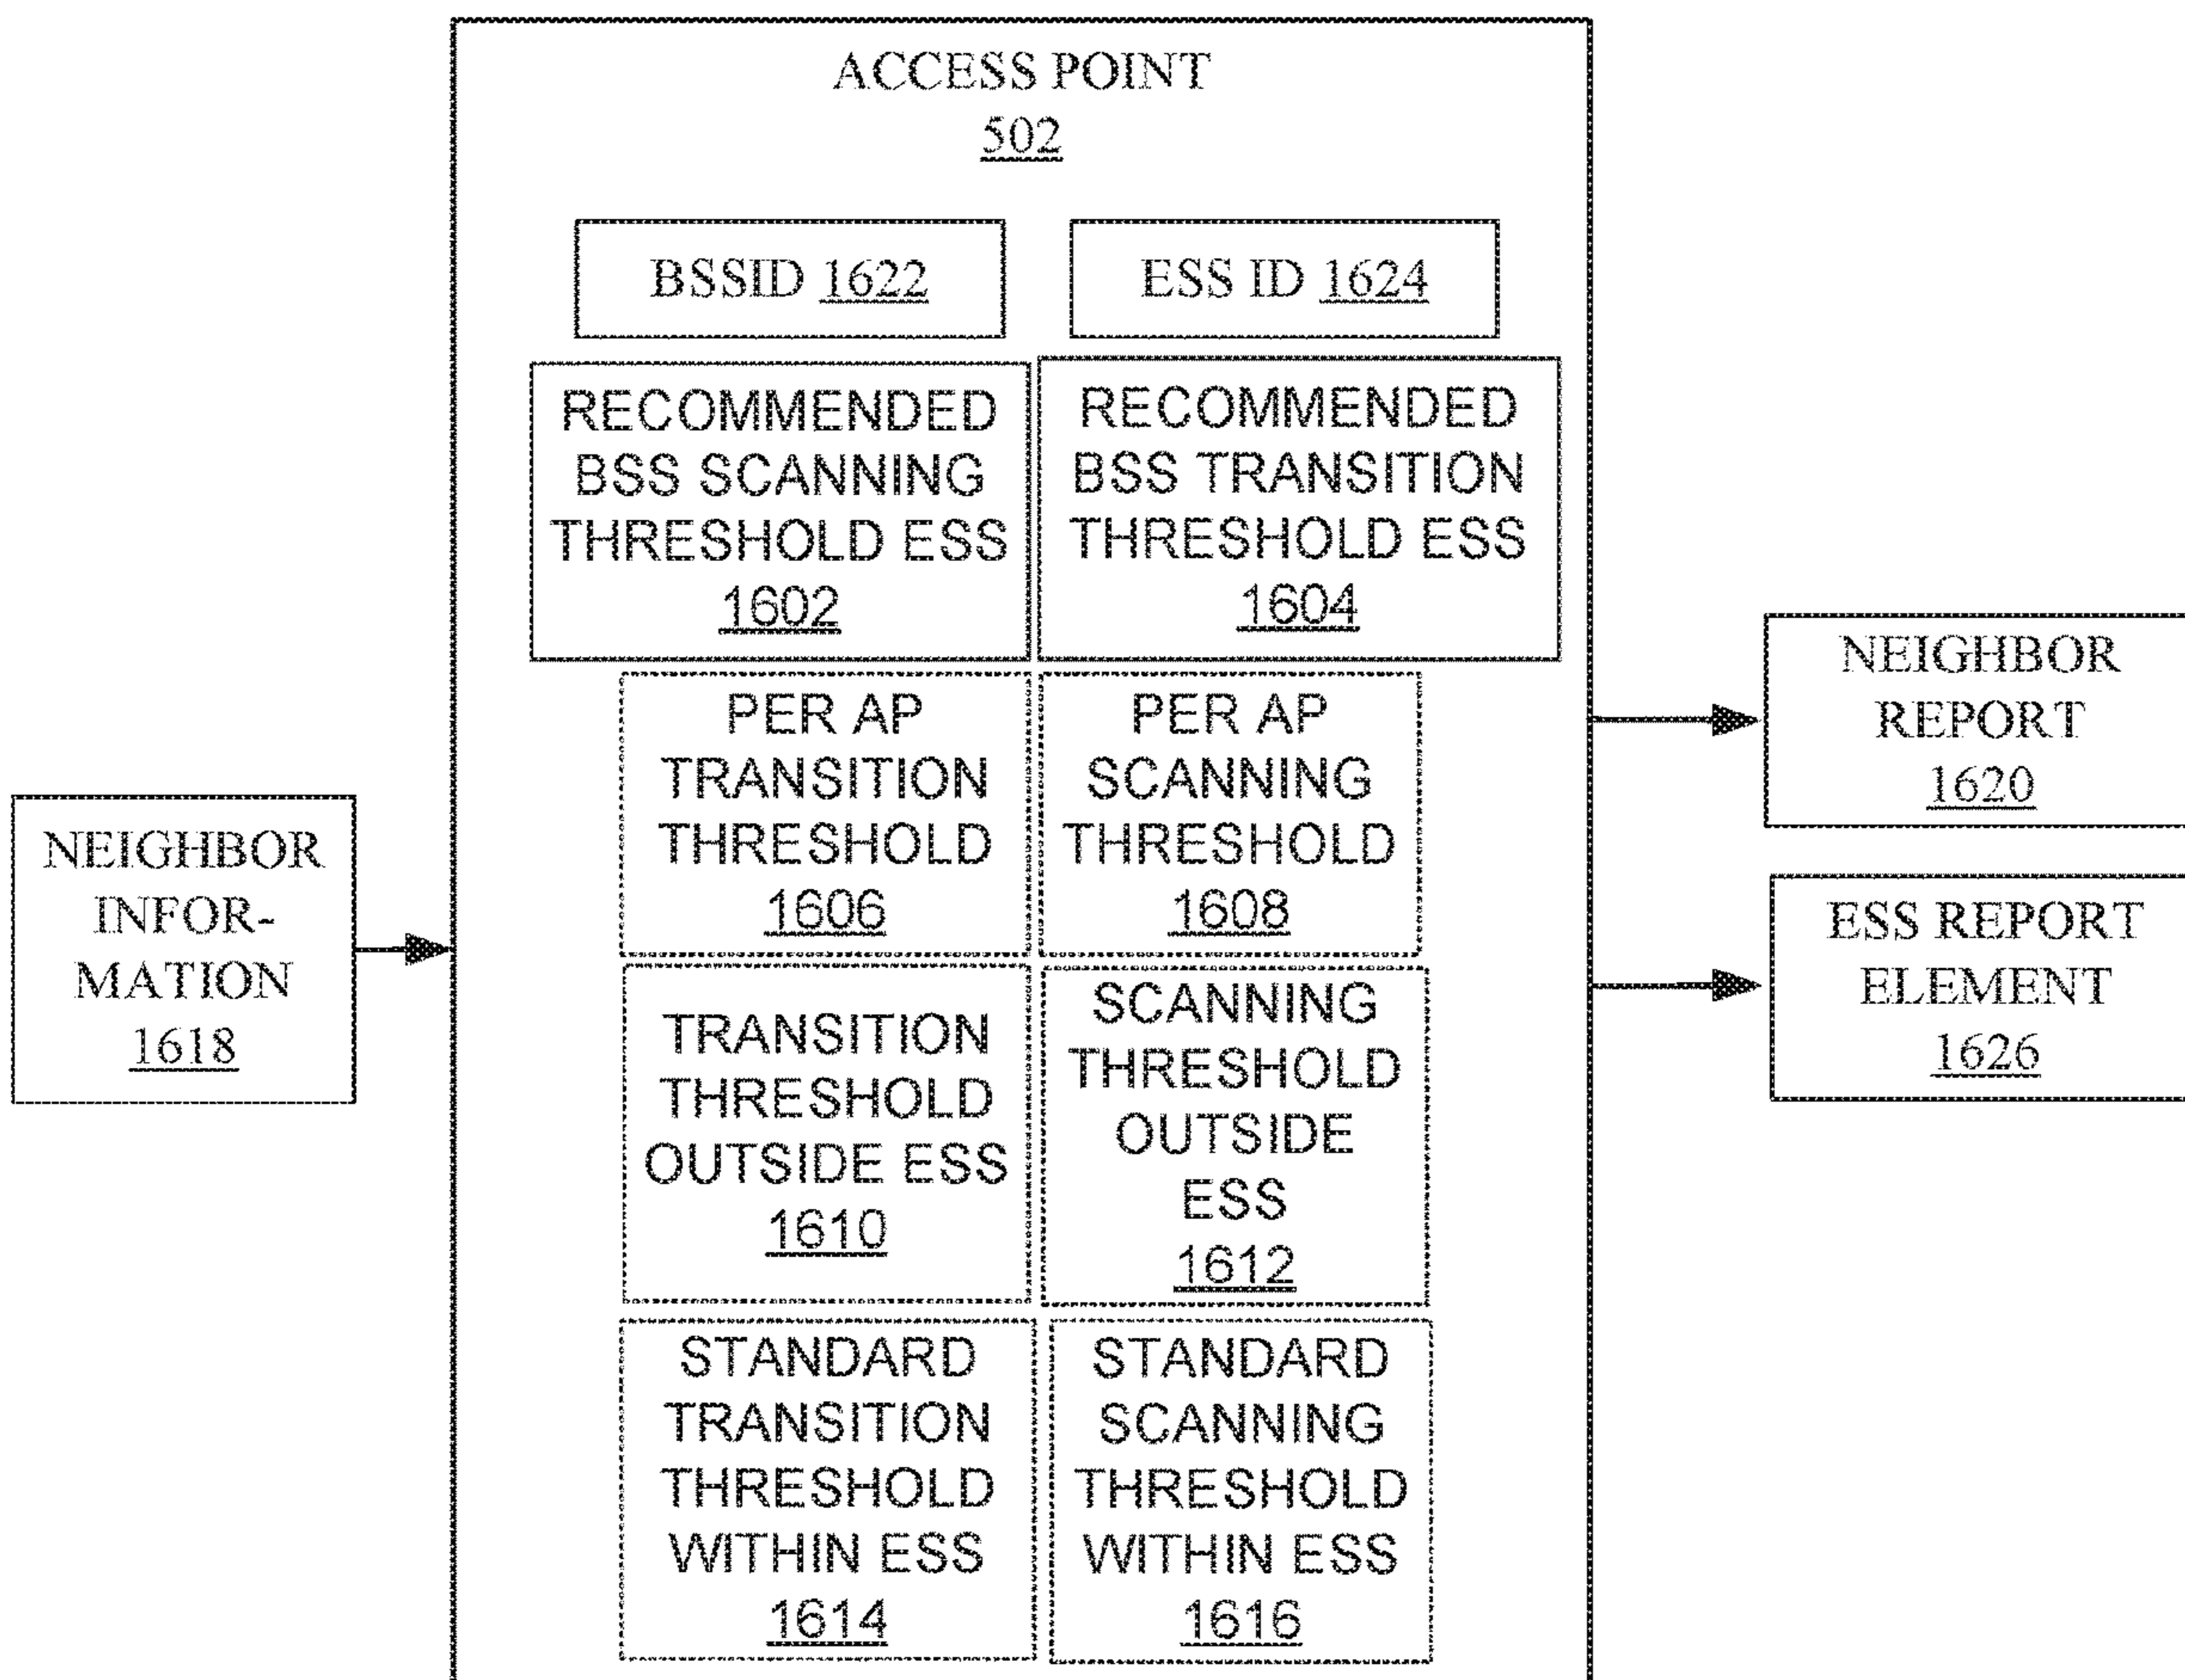 ACCESS POINT
502
BSSID 1622
ESS ID 1624
RECOMMENDED
BSS SCANNING
THRESHOLD ESS
1602
RECOMMENDED
BSS TRANSITION
THRESHOLD ESS
1604
PER AP
TRANSITION
THRESHOLD
1606
PER AP
SCANNING
THRESHOLD
1608
TRANSITION
THRESHOLD
OUTSIDE ESS
1610
SCANNING
THRESHOLD
OUTSIDE
ESS
1612
STANDARD
TRANSITION
THRESHOLD
WITHIN ESS
1614
STANDARD
SCANNING
THRESHOLD
WITHIN ESS
1616
NEIGHBOR
INFOR-
MATION
1618
NEIGHBOR
REPORT
1620
ESS REPORT
ELEMENT
1626